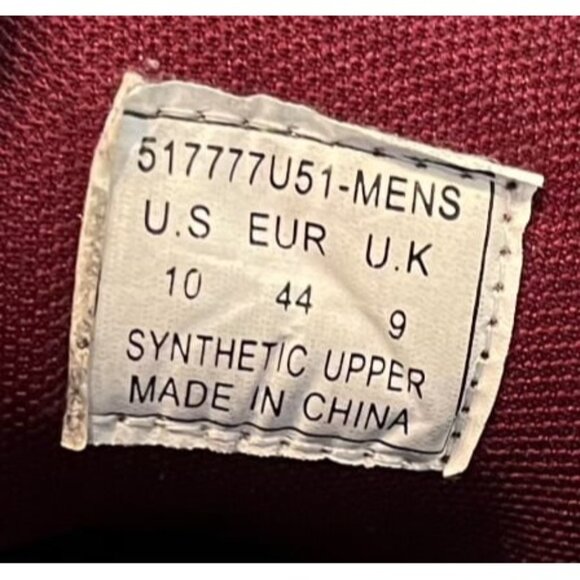 517777U51-MENS
U.S EUR U.K
10 44 9
SYNTHETIC UPPER
MADE IN CHINA